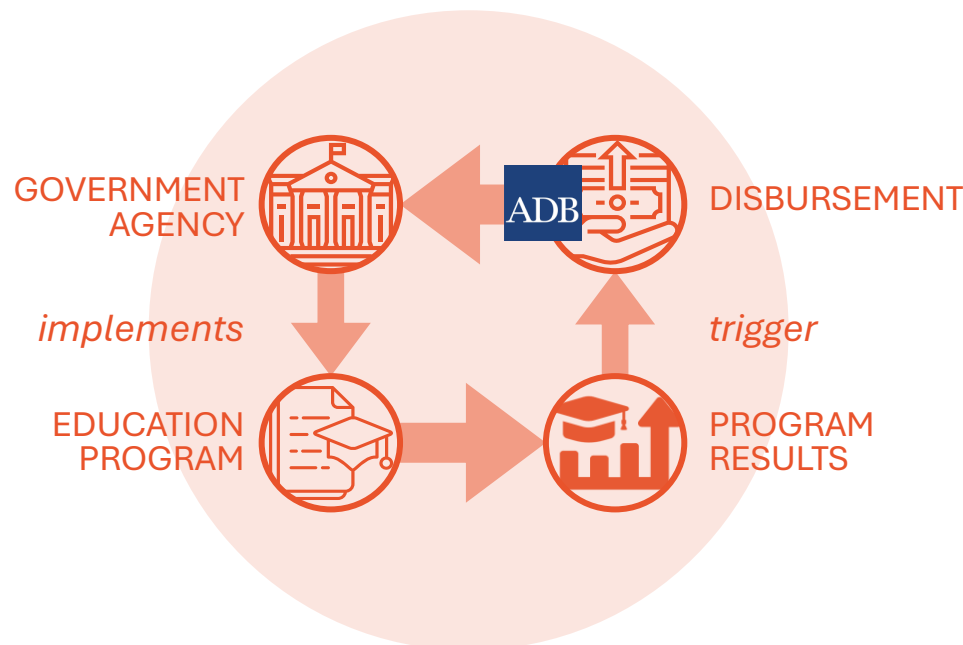 GOVERNMENT
AGENCY
ADB
DISBURSEMENT
implements
trigger
EDUCATION
PROGRAM
PROGRAM
RESULTS